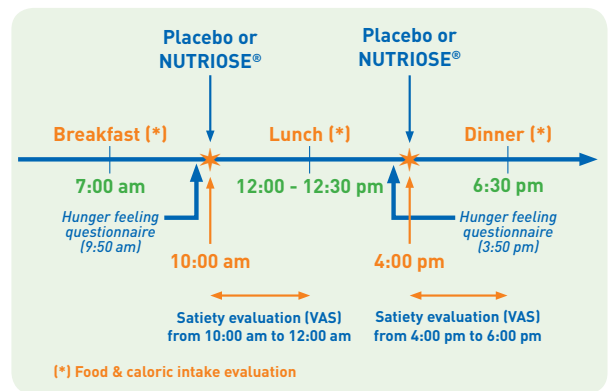 Placebo or
NUTRIOSE®
Placebo or
NUTRIOSE®
Breakfast (*)
Lunch (*)
Dinner (*)
7:00 am
12:00 - 12:30 pm
6:30 pm
Hunger feeling
questionnaire
(9:50 am)
Hunger feeling
questionnaire
(3:50 pm)
10:00 am
4:00 pm
Satiety evaluation (VAS)
from 10:00 am to 12:00 am
Satiety evaluation (VAS)
from 4:00 pm to 6:00 pm
(*) Food & caloric intake evaluation